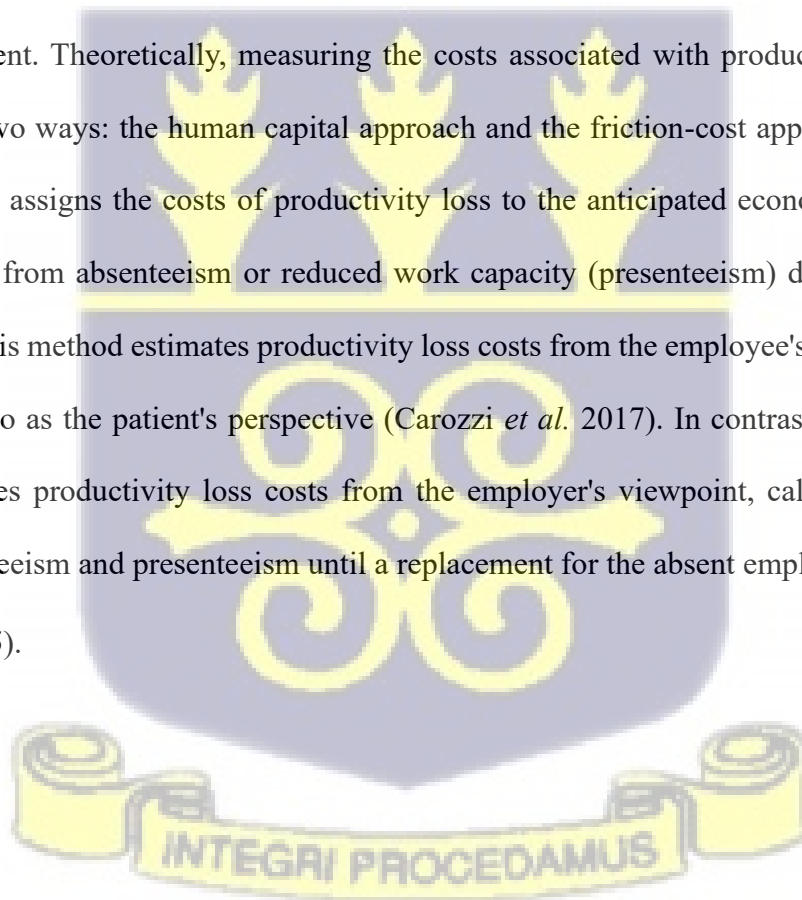 ent. Theoretically, measuring the costs associated with produc
vo ways: the human capital approach and the friction-cost app
assigns the costs of productivity loss to the anticipated econo
from absenteeism or reduced work capacity (presenteeism) d
is method estimates productivity loss costs from the employee's
o as the patient's perspective (Carozzi et al. 2017). In contras
es productivity loss costs from the employer's viewpoint, cal
eeism and presenteeism until a replacement for the absent empl
).
INTEGRI PROCEDAMUS